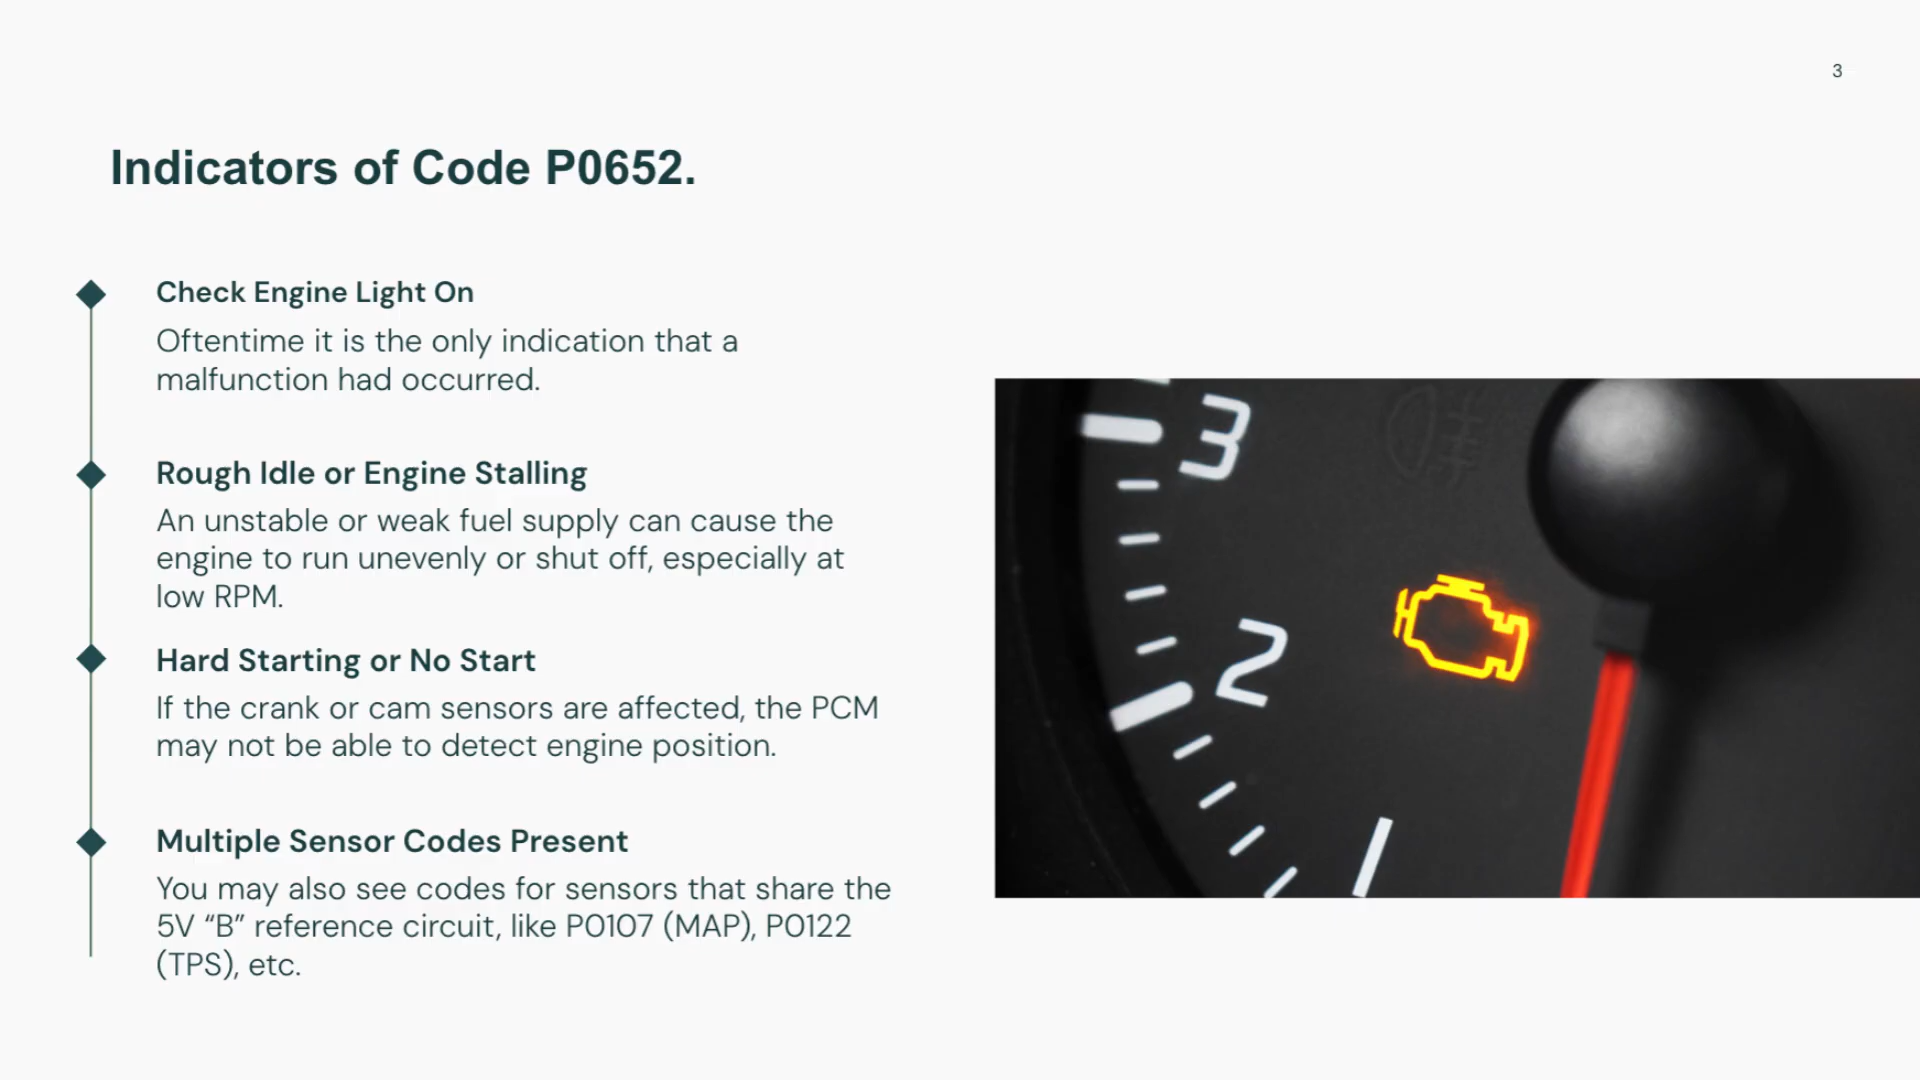 3
Indicators of Code P0652.
Check Engine Light On
Oftentime it is the only indication that a
malfunction had occurred.
Rough Idle or Engine Stalling
An unstable or weak fuel supply can cause the
engine to run unevenly or shut off, especially at
low RPM.
Hard Starting or No Start
If the crank or cam sensors are affected, the PCM
may not be able to detect engine position.
Multiple Sensor Codes Present
You may also see codes for sensors that share the
5V “B” reference circuit, like P0107 (MAP), P0122
(TPS), etc.
3
2
1